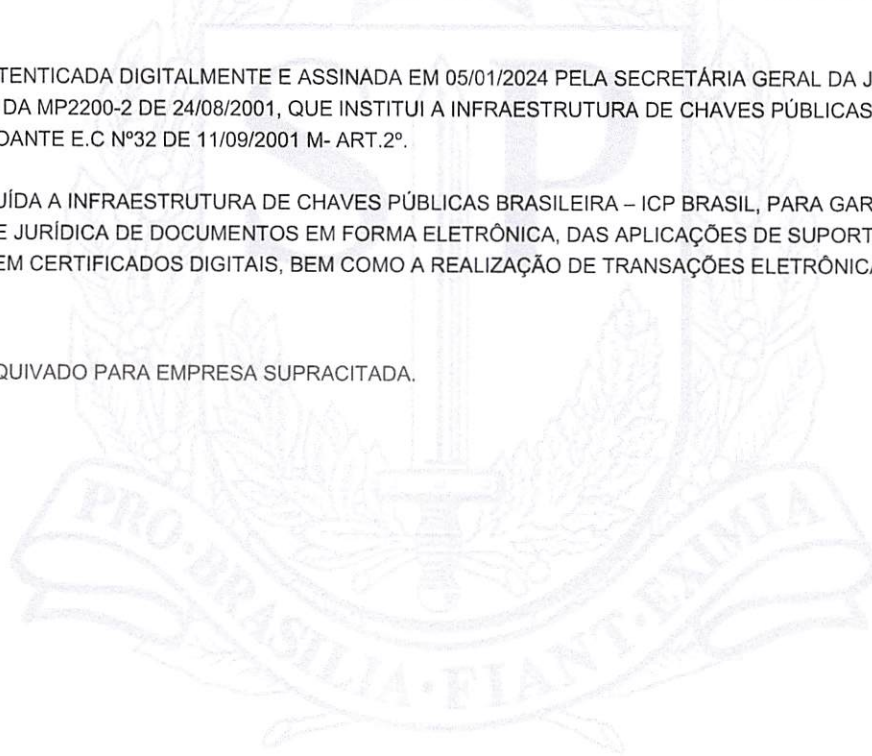 TENTICADA DIGITALMENTE E ASSINADA EM 05/01/2024 PELA SECRETÁRIA GERAL DA J
DA MP2200-2 DE 24/08/2001, QUE INSTITUI A INFRAESTRUTURA DE CHAVES PÚBLICAS
DANTE E.C Nº32 DE 11/09/2001 M- ART.2º.
UÍDA A INFRAESTRUTURA DE CHAVES PÚBLICAS BRASILEIRA – ICP BRASIL, PARA GAR
E JURÍDICA DE DOCUMENTOS EM FORMA ELETRÔNICA, DAS APLICAÇÕES DE SUPORT
EM CERTIFICADOS DIGITAIS, BEM COMO A REALIZAÇÃO DE TRANSAÇÕES ELETRÔNICA
QUIVADO PARA EMPRESA SUPRACITADA.
SP
PRO·BRASILIA·FIANT·EXIMIA